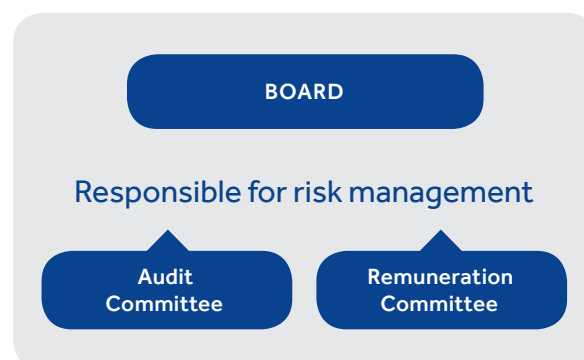 BOARD
Responsible for risk management
Audit
Committee
Remuneration
Committee